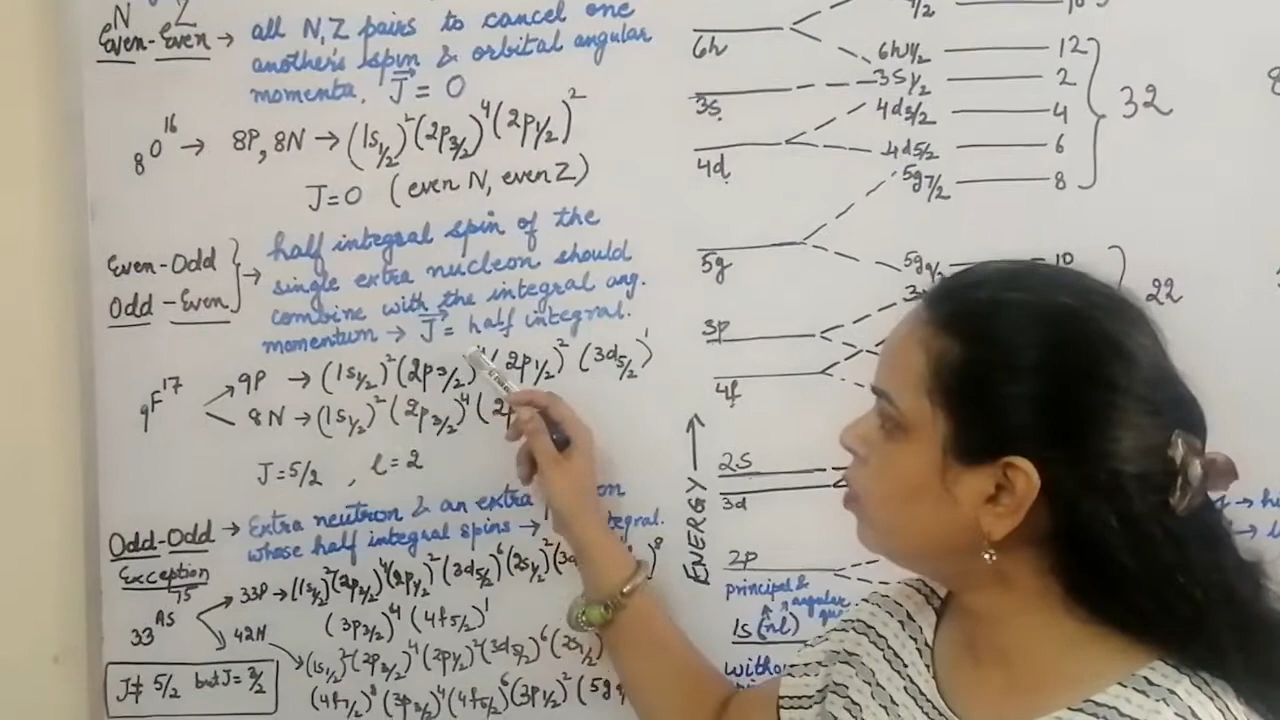 N Z
Even-Even → all N,Z pairs to cancel one
another's spin & orbital angular
momenta. J = 0
8O16 → 8P, 8N → (1s1/2)2(2p3/2)4(2p1/2)2
J=0 (even N, even Z)
Even-Odd
Odd-Even
→ half integral spin of the
single extra nucleon should
combine with the integral ang.
momentum → J = half integral.
9F17
9P → (1s1/2)2(2p3/2) (2p1/2)2 (3d5/2)1
8N → (1s1/2)2(2p3/2)4(2p
J=5/2 , l=2
Odd-Odd → Extra neutron & an extra
whose half integral spins → integral.
Exception
33As75
33P → (1s1/2)2(2p3/2)4(2p1/2)2(3d5/2)6(2s1/2)2(3d )8
(3p3/2)4(4f5/2)1
42N
(1s1/2)2(2p3/2)4(2p1/2)2(3d5/2)6(2s1/2)
(4f7/2)8(3p3/2)4(4f5/2)6(3p1/2)2(5g
J≠ 5/2 but J= 3/2
6h
3s
4d
5g
3p
4f
2s
3d
2p
6h11/2 12
3s1/2 2
4d3/2 4
4d5/2 6
5g7/2 8
32
5g9/2 10
22
ENERGY →
principal &
angular
1s(nl)